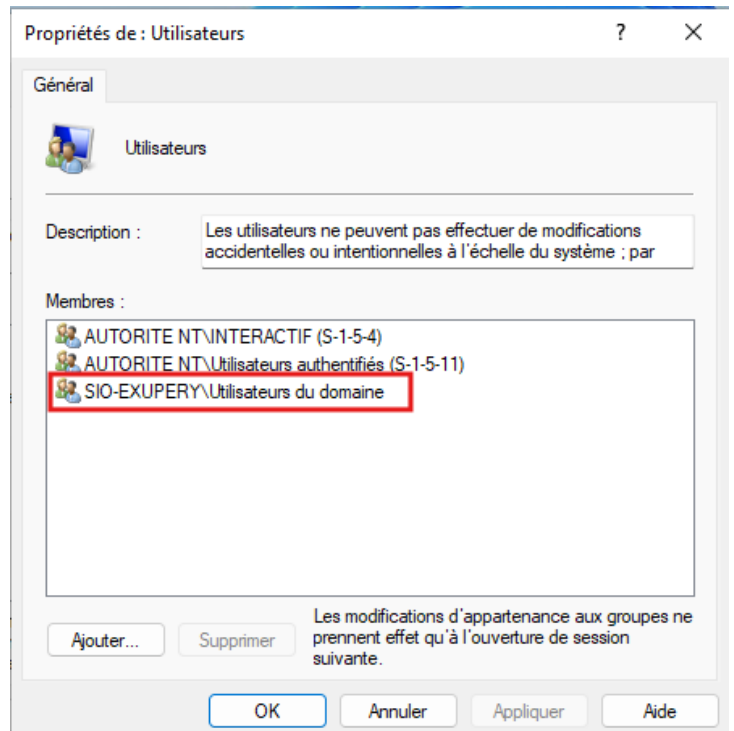 Propriétés de : Utilisateurs
?
Général
Utilisateurs
Description :
Les utilisateurs ne peuvent pas effectuer de modifications
accidentelles ou intentionnelles à l'échelle du système ; par
Membres :
AUTORITE NT\INTERACTIF (S-1-5-4)
AUTORITE NT\Utilisateurs authentifiés (S-1-5-11)
SIO-EXUPERY\Utilisateurs du domaine
Ajouter...
Supprimer
Les modifications d'appartenance aux groupes ne
prennent effet qu'à l'ouverture de session
suivante.
OK
Annuler
Appliquer
Aide